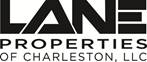 LANE
PROPERTIES
OF CHARLESTON, LLC